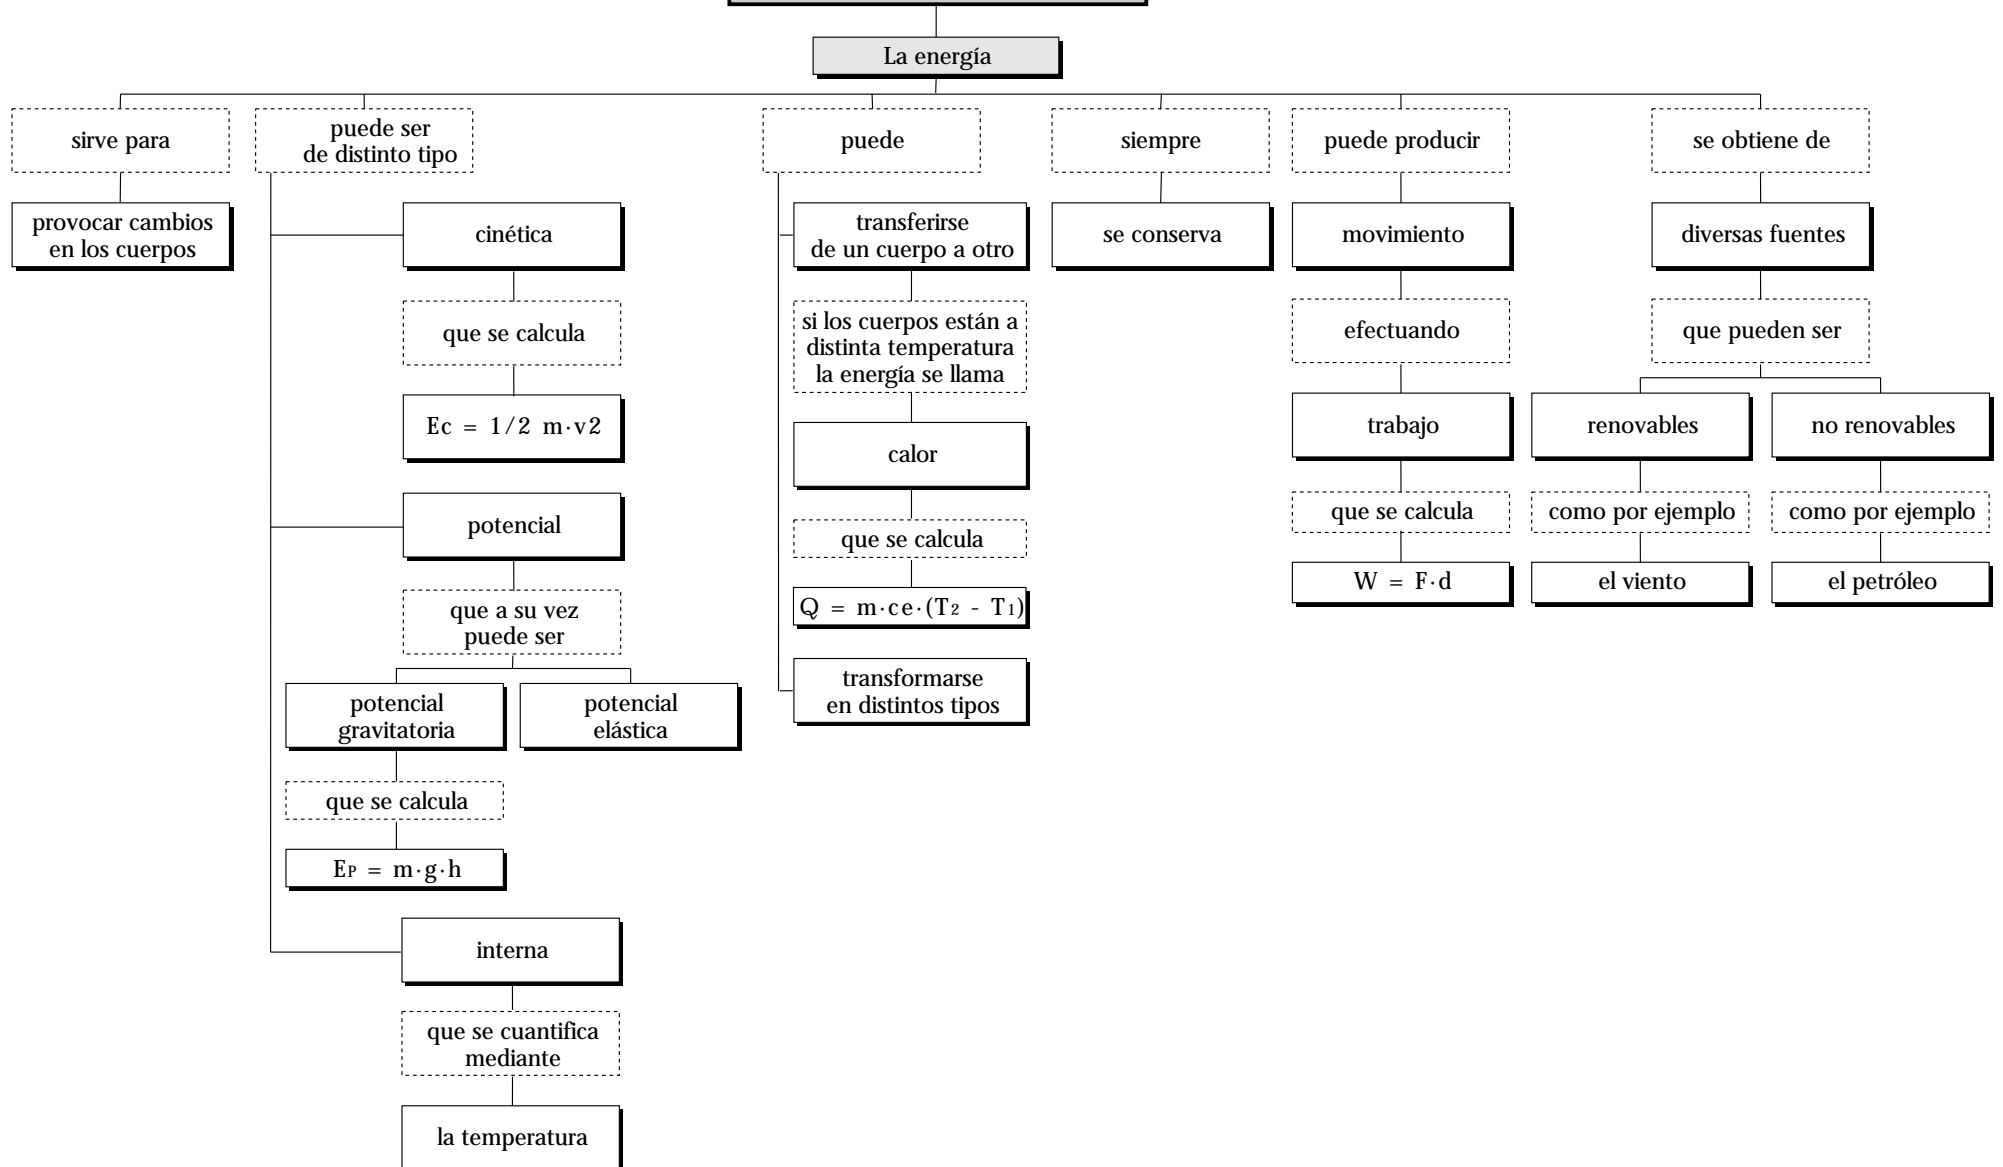 La energía
sirve para
provocar cambios
en los cuerpos
puede ser
de distinto tipo
cinética
que se calcula
Ec = 1/2 m·v2
potencial
que a su vez
puede ser
potencial
gravitatoria
que se calcula
EP = m·g·h
potencial
elástica
interna
que se cuantifica
mediante
la temperatura
puede
transferirse
de un cuerpo a otro
si los cuerpos están a
distinta temperatura
la energía se llama
calor
que se calcula
Q = m·ce·(T2 - T1)
transformarse
en distintos tipos
siempre
se conserva
puede producir
movimiento
efectuando
trabajo
que se calcula
W = F·d
se obtiene de
diversas fuentes
que pueden ser
renovables
como por ejemplo
el viento
no renovables
como por ejemplo
el petróleo